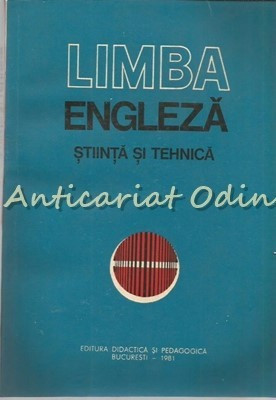 LIMBA
ENGLEZĂ
ȘTIINȚĂ ȘI TEHNICĂ
Anticariat Odin
EDITURA DIDACTICĂ ȘI PEDAGOGICĂ
BUCUREȘTI - 1981